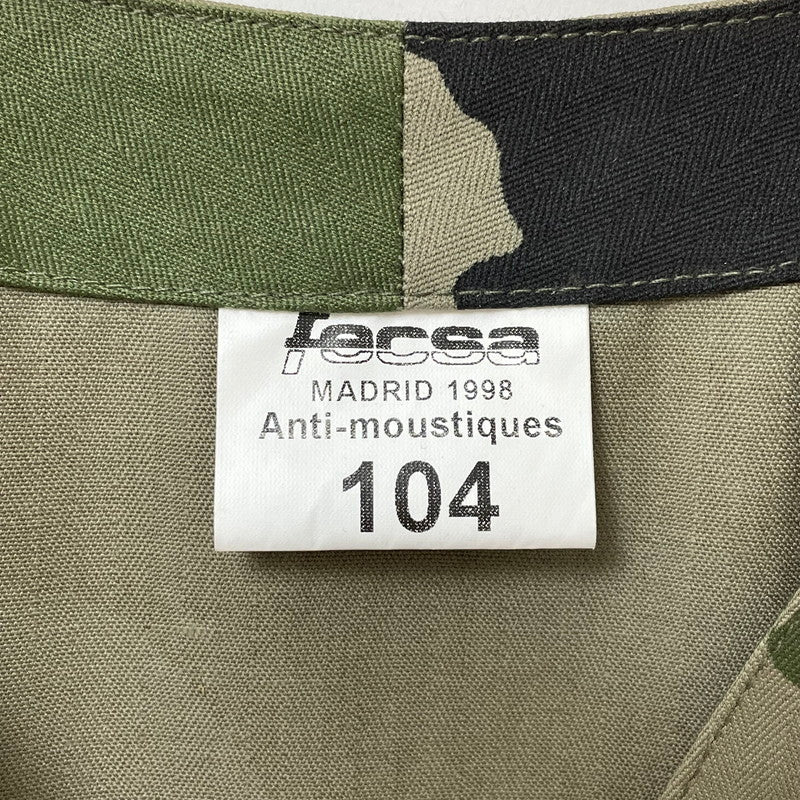 fecsa
MADRID 1998
Anti-moustiques
104